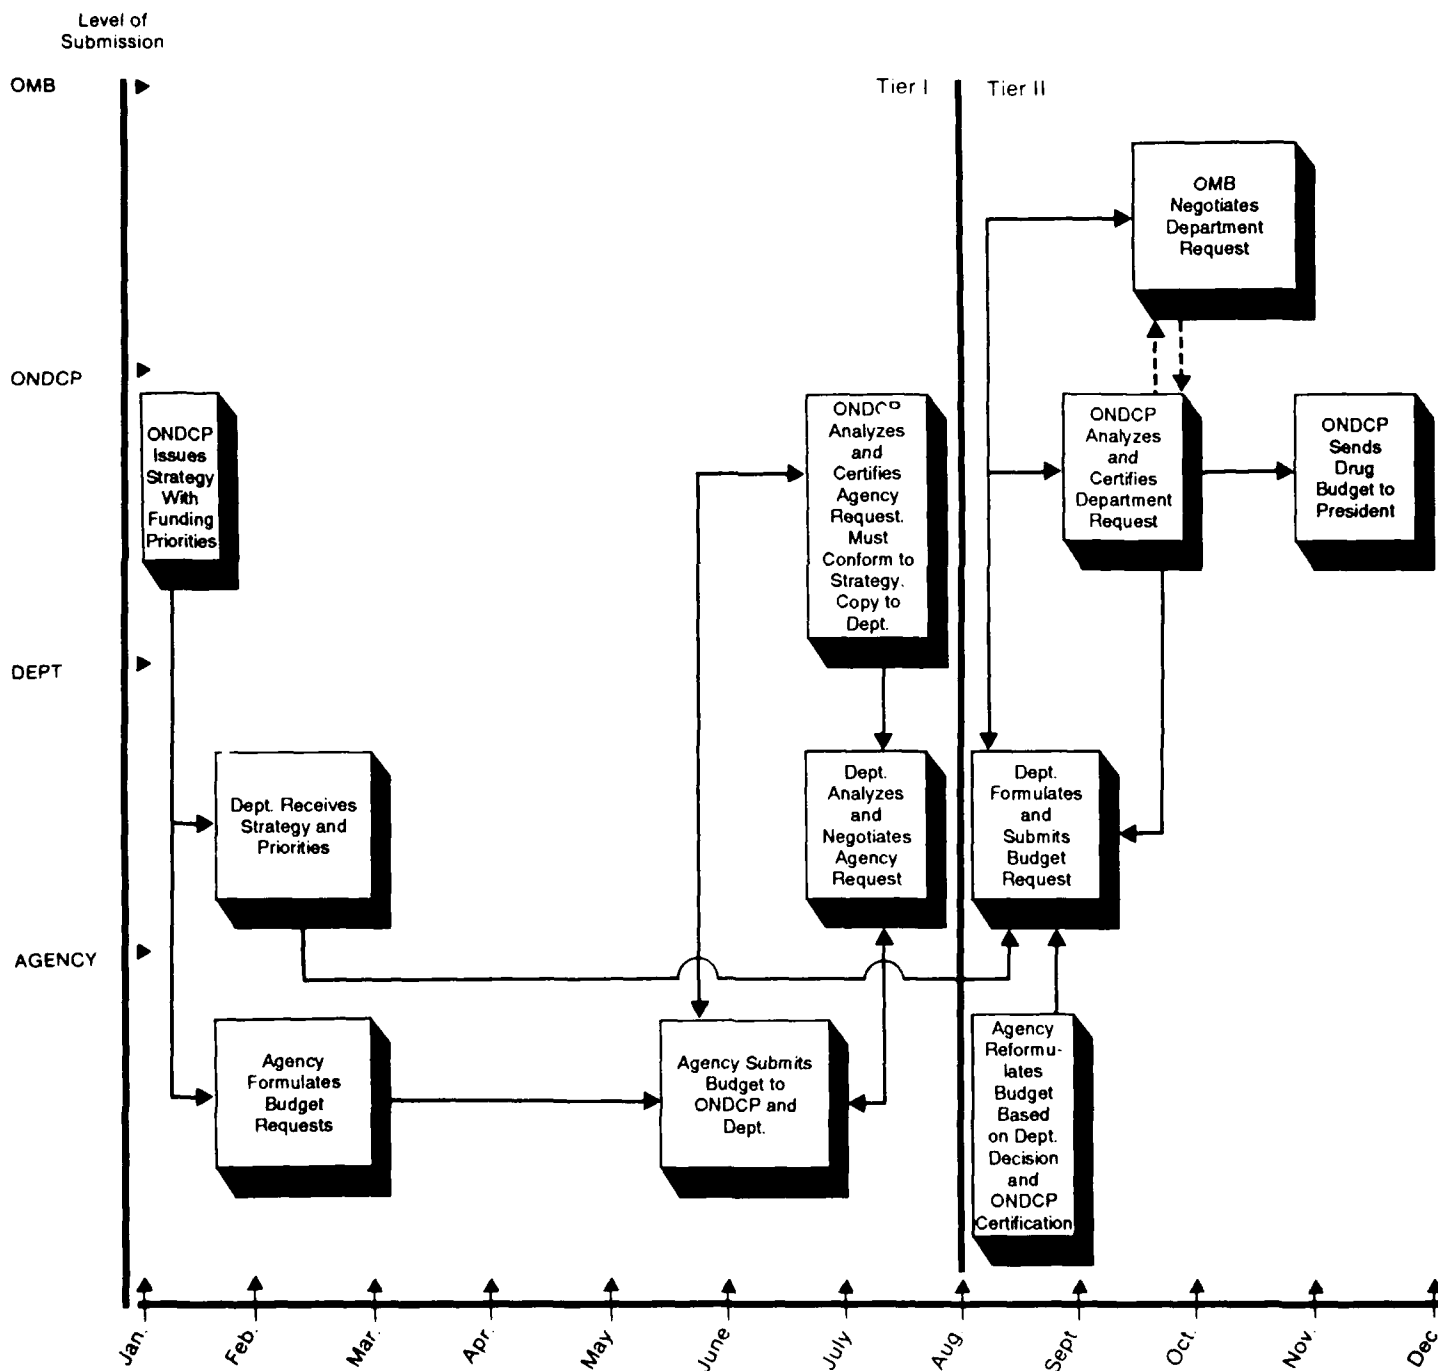 Level of
Submission
OMB
Tier I
Tier II
OMB
Negotiates
Department
Request
ONDCP
ONDCP
Issues
Strategy
With
Funding
Priorities
ONDCP
Analyzes
and
Certifies
Agency
Request.
Must
Conform to
Strategy.
Copy to
Dept.
ONDCP
Analyzes
and
Certifies
Department
Request
ONDCP
Sends
Drug
Budget to
President
DEPT
Dept. Receives
Strategy and
Priorities
Dept.
Analyzes
and
Negotiates
Agency
Request
Dept.
Formulates
and
Submits
Budget
Request
AGENCY
Agency
Formulates
Budget
Requests
Agency Submits
Budget to
ONDCP and
Dept.
Agency
Reformu-
lates
Budget
Based
on Dept.
Decision
and
ONDCP
Certification
Jan.
Feb.
Mar.
Apr.
May
June
July
Aug
Sept
Oct.
Nov.
Dec